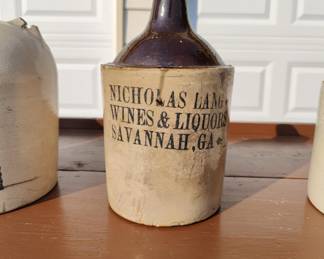 NICHOLAS LANG
WINES & LIQUORS
SAVANNAH, GA